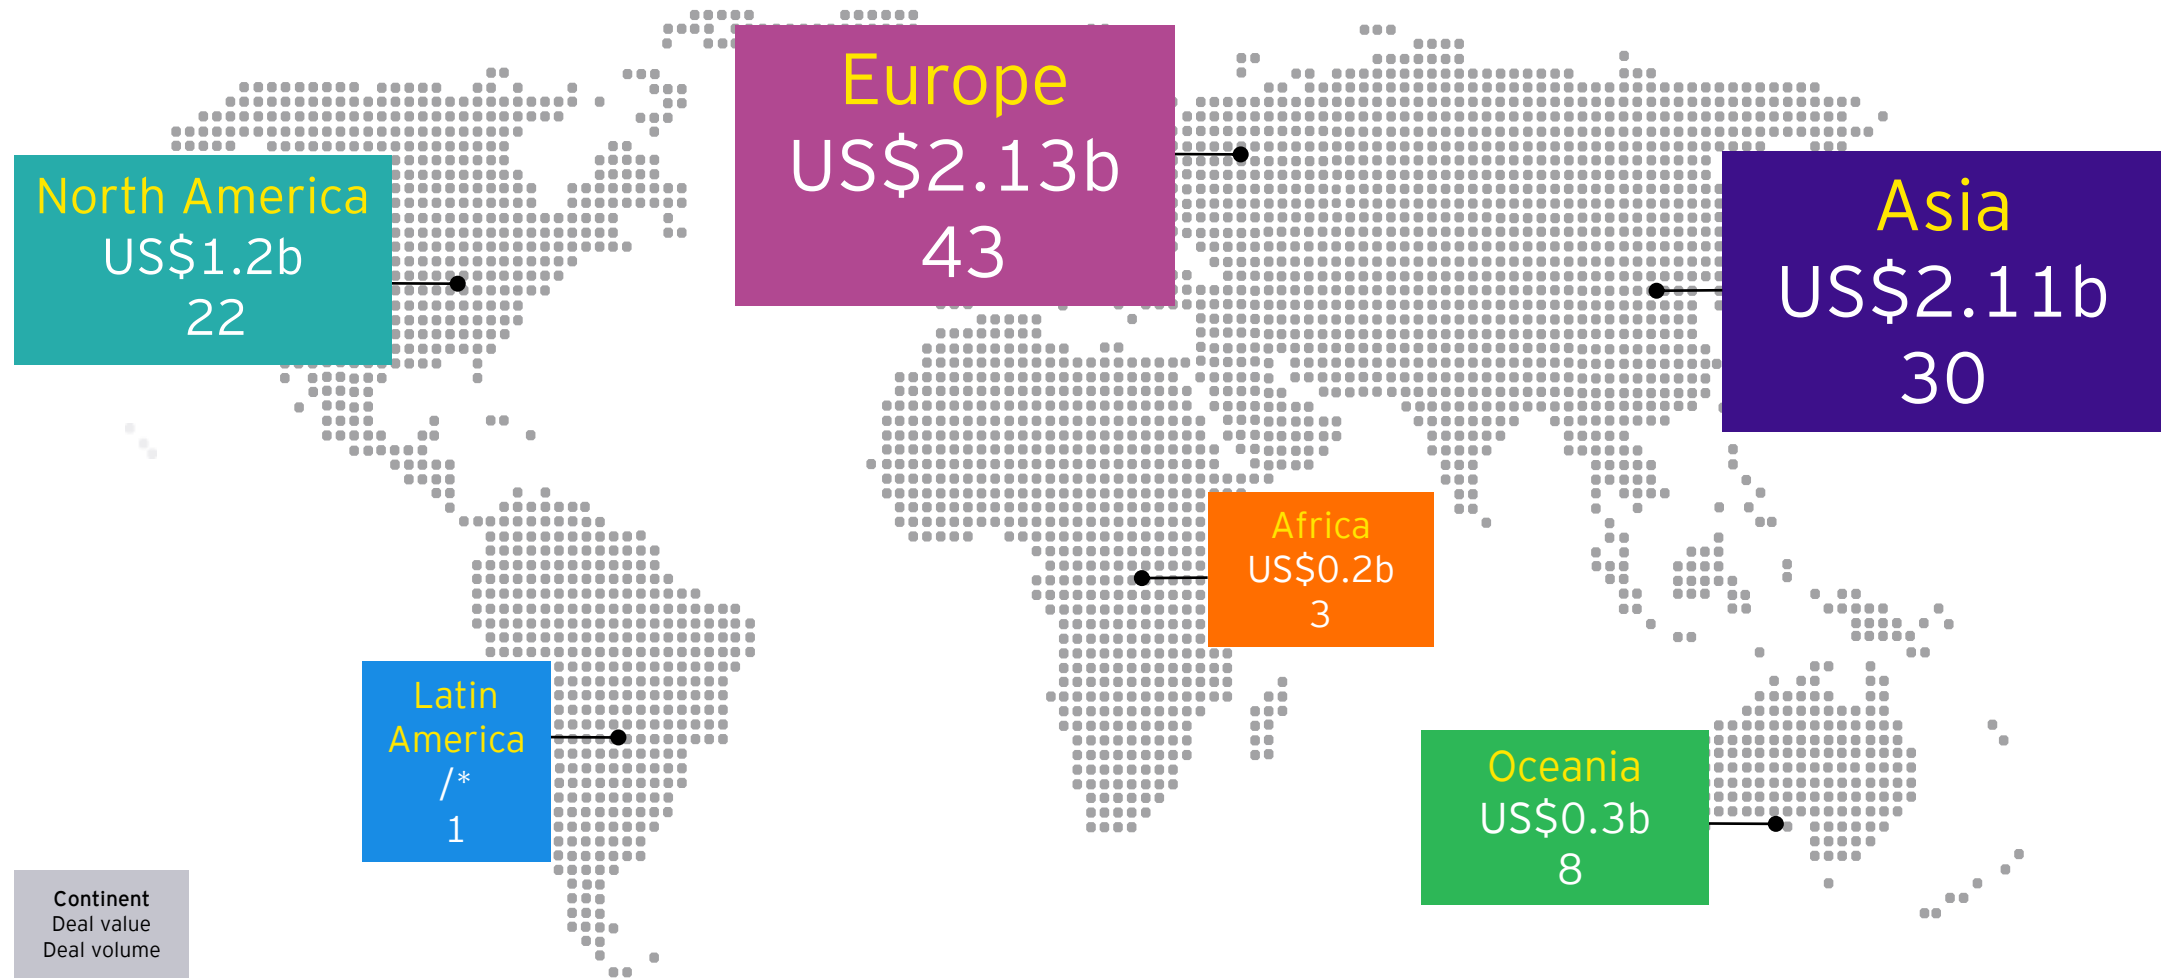 Europe
US$2.13b
43
North America
US$1.2b
22
Asia
US$2.11b
30
Africa
US$0.2b
3
Latin
America
/*
1
Oceania
US$0.3b
8
Continent
Deal value
Deal volume